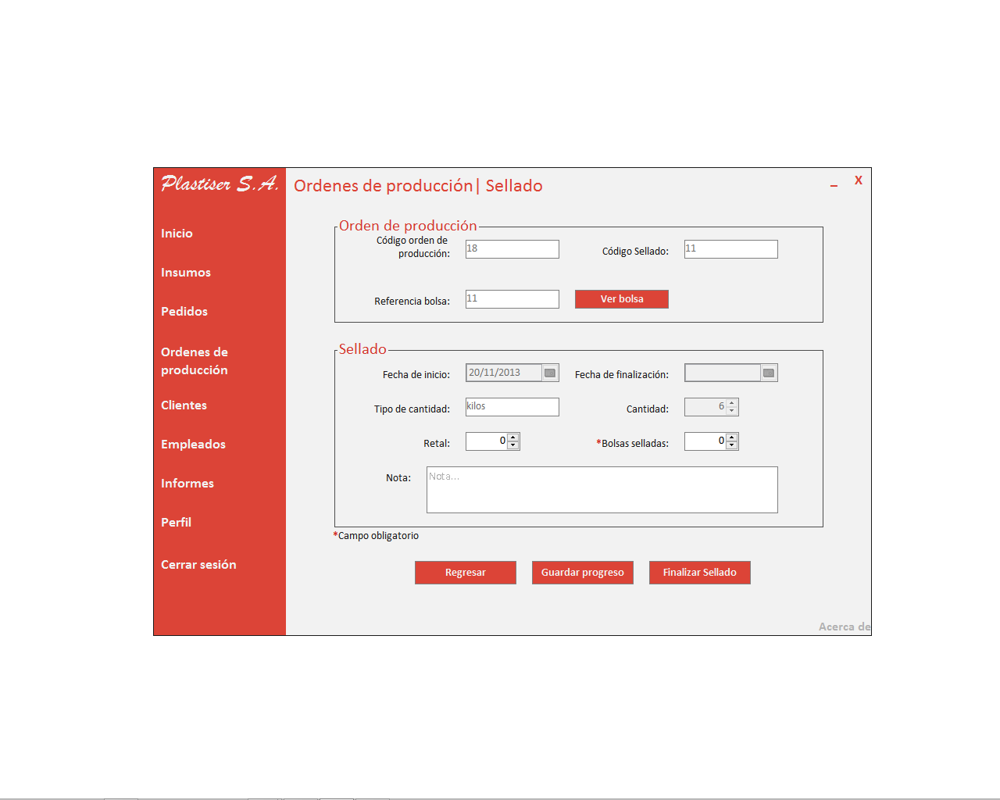 Plastiser S.A.
Ordenes de producción| Sellado
_ X
Inicio
Insumos
Pedidos
Ordenes de
producción
Clientes
Empleados
Informes
Perfil
Cerrar sesión
Orden de producción
Código orden de
producción:
18
Código Sellado:
11
Referencia bolsa:
11
Ver bolsa
Sellado
Fecha de inicio:
20/11/2013
Fecha de finalización:
Tipo de cantidad:
kilos
Cantidad:
6
Retal:
0
*Bolsas selladas:
0
Nota:
Nota...
*Campo obligatorio
Regresar
Guardar progreso
Finalizar Sellado
Acerca de